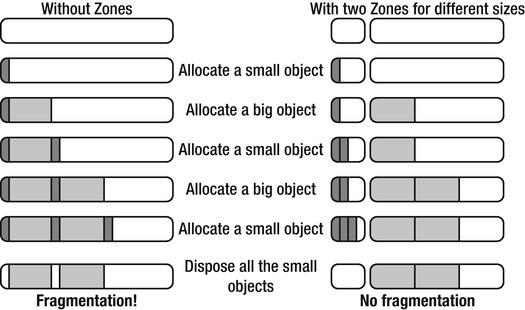 Without Zones
With two Zones for different sizes
Allocate a small object
Allocate a big object
Allocate a small object
Allocate a big object
Allocate a small object
Dispose all the small
objects
Fragmentation!
No fragmentation